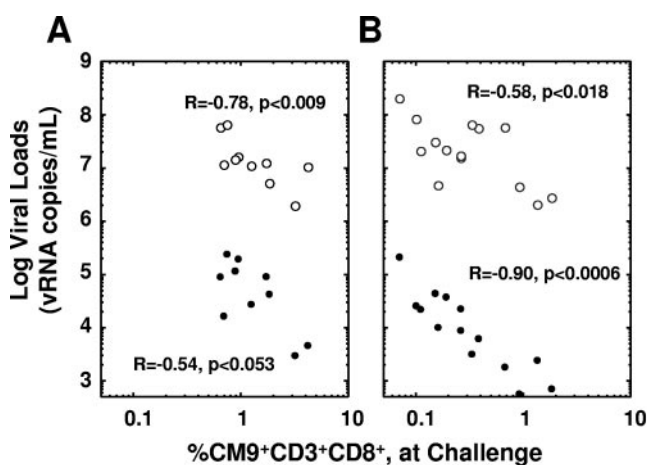 A B
9
8
7
6
5
4
3
Log Viral Loads
(vRNA copies/mL)
R=-0.78, p<0.009
R=-0.54, p<0.053
R=-0.58, p<0.018
R=-0.90, p<0.0006
0.1 1 10 0.1 1 10
%CM9⁺CD3⁺CD8⁺, at Challenge